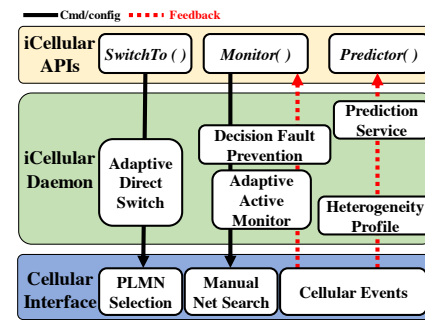 Cmd/config
Feedback
iCellular
APIs
SwitchTo ( )
Monitor( )
Predictor( )
iCellular
Daemon
Adaptive
Direct
Switch
Decision Fault
Prevention
Adaptive
Active
Monitor
Prediction
Service
Heterogeneity
Profile
Cellular
Interface
PLMN
Selection
Manual
Net Search
Cellular Events